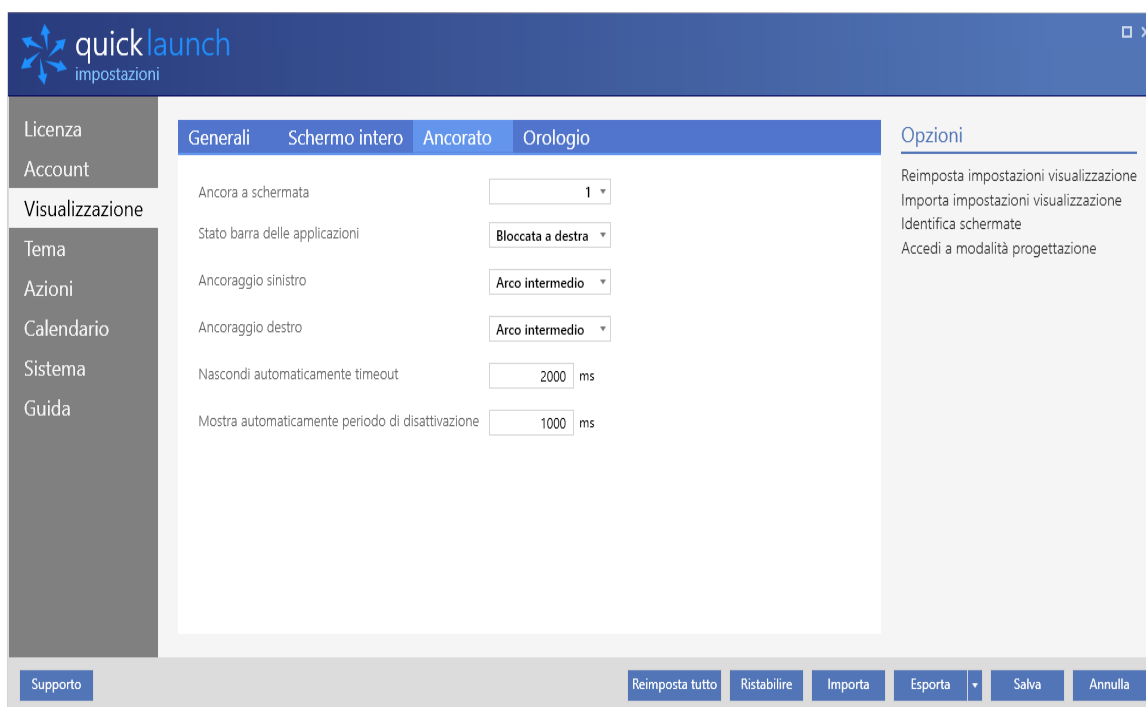 quicklaunch
impostazioni
Licenza
Account
Visualizzazione
Tema
Azioni
Calendario
Sistema
Guida
Generali Schermo intero Ancorato Orologio
Ancora a schermata 1
Stato barra delle applicazioni Bloccata a destra
Ancoraggio sinistro Arco intermedio
Ancoraggio destro Arco intermedio
Nascondi automaticamente timeout 2000 ms
Mostra automaticamente periodo di disattivazione 1000 ms
Opzioni
Reimposta impostazioni visualizzazione
Importa impostazioni visualizzazione
Identifica schermate
Accedi a modalità progettazione
Supporto Reimposta tutto Ristabilire Importa Esporta Salva Annulla